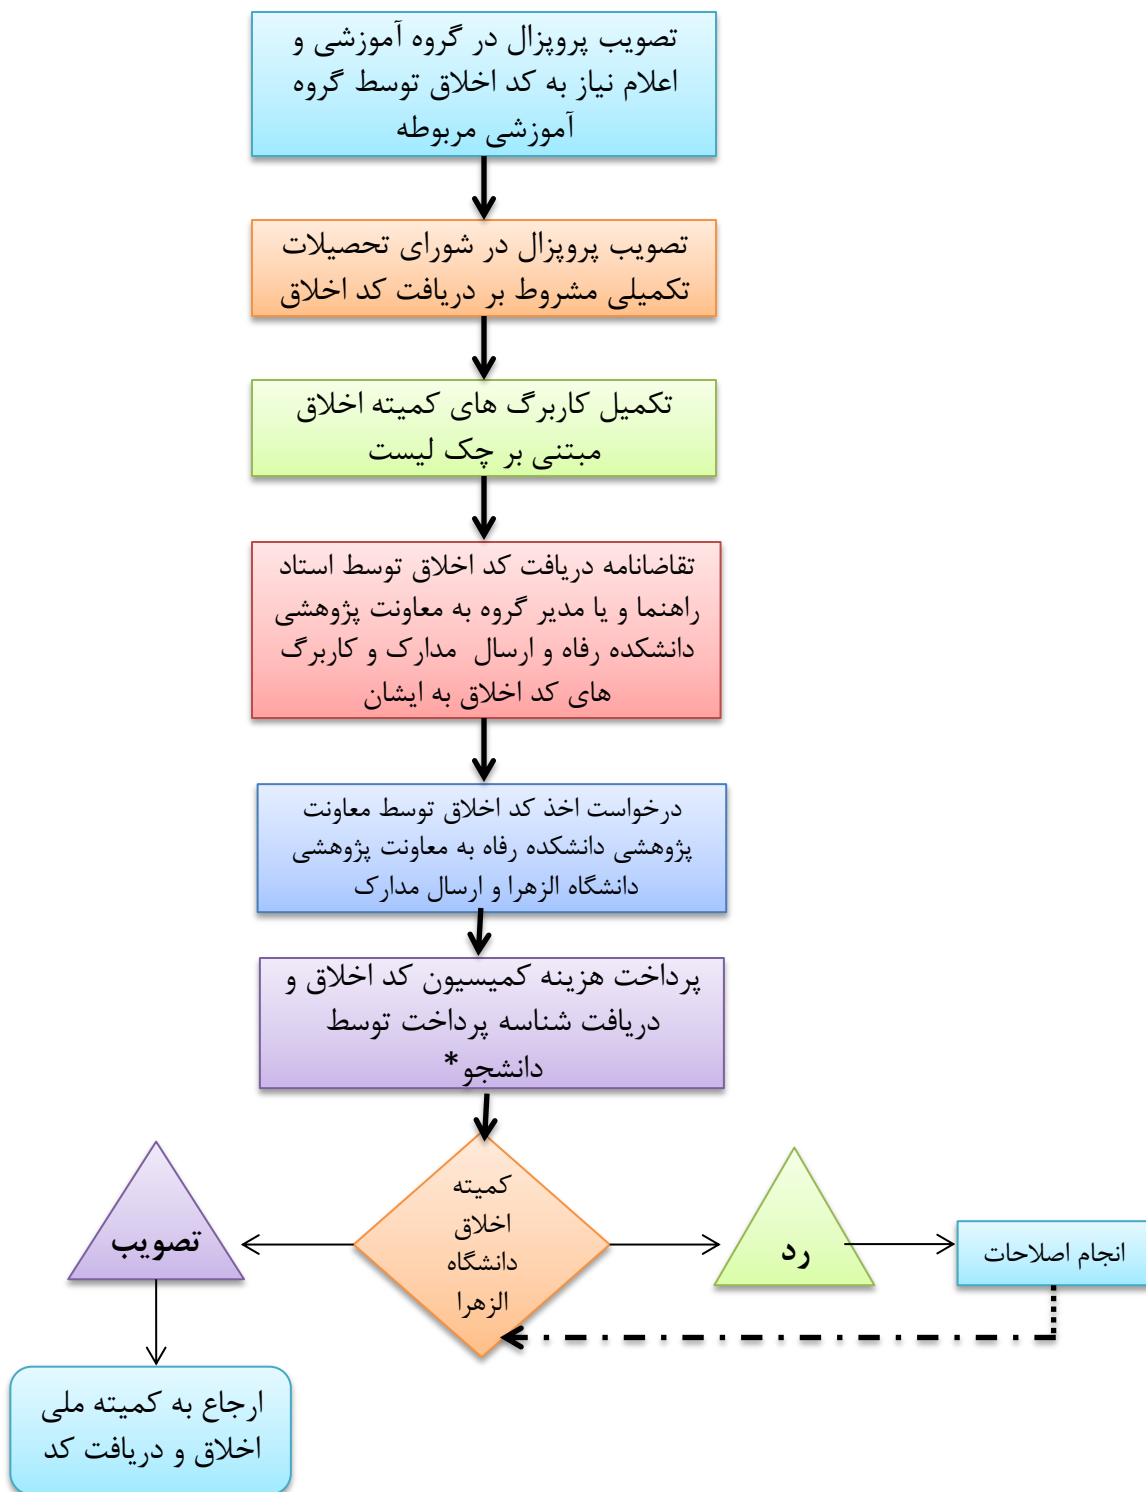 تصویب پروپزال در گروه آموزشی و
اعلام نیاز به کد اخلاق توسط گروه
آموزشی مربوطه
تصویب پروپزال در شورای تحصیلات
تکمیلی مشروط بر دریافت کد اخلاق
تکمیل کاربرگ های کمیته اخلاق
مبتنی بر چک لیست
تقاضانامه دریافت کد اخلاق توسط استاد
راهنما و یا مدیر گروه به معاونت پژوهشی
دانشکده رفاه و ارسال مدارک و کاربرگ
های کد اخلاق به ایشان
درخواست اخذ کد اخلاق توسط معاونت
پژوهشی دانشکده رفاه به معاونت پژوهشی
دانشگاه الزهرا و ارسال مدارک
پرداخت هزینه کمیسیون کد اخلاق و
دریافت شناسه پرداخت توسط
دانشجو*
کمیته
اخلاق
دانشگاه
الزهرا
رد
انجام اصلاحات
تصویب
ارجاع به کمیته ملی
اخلاق و دریافت کد